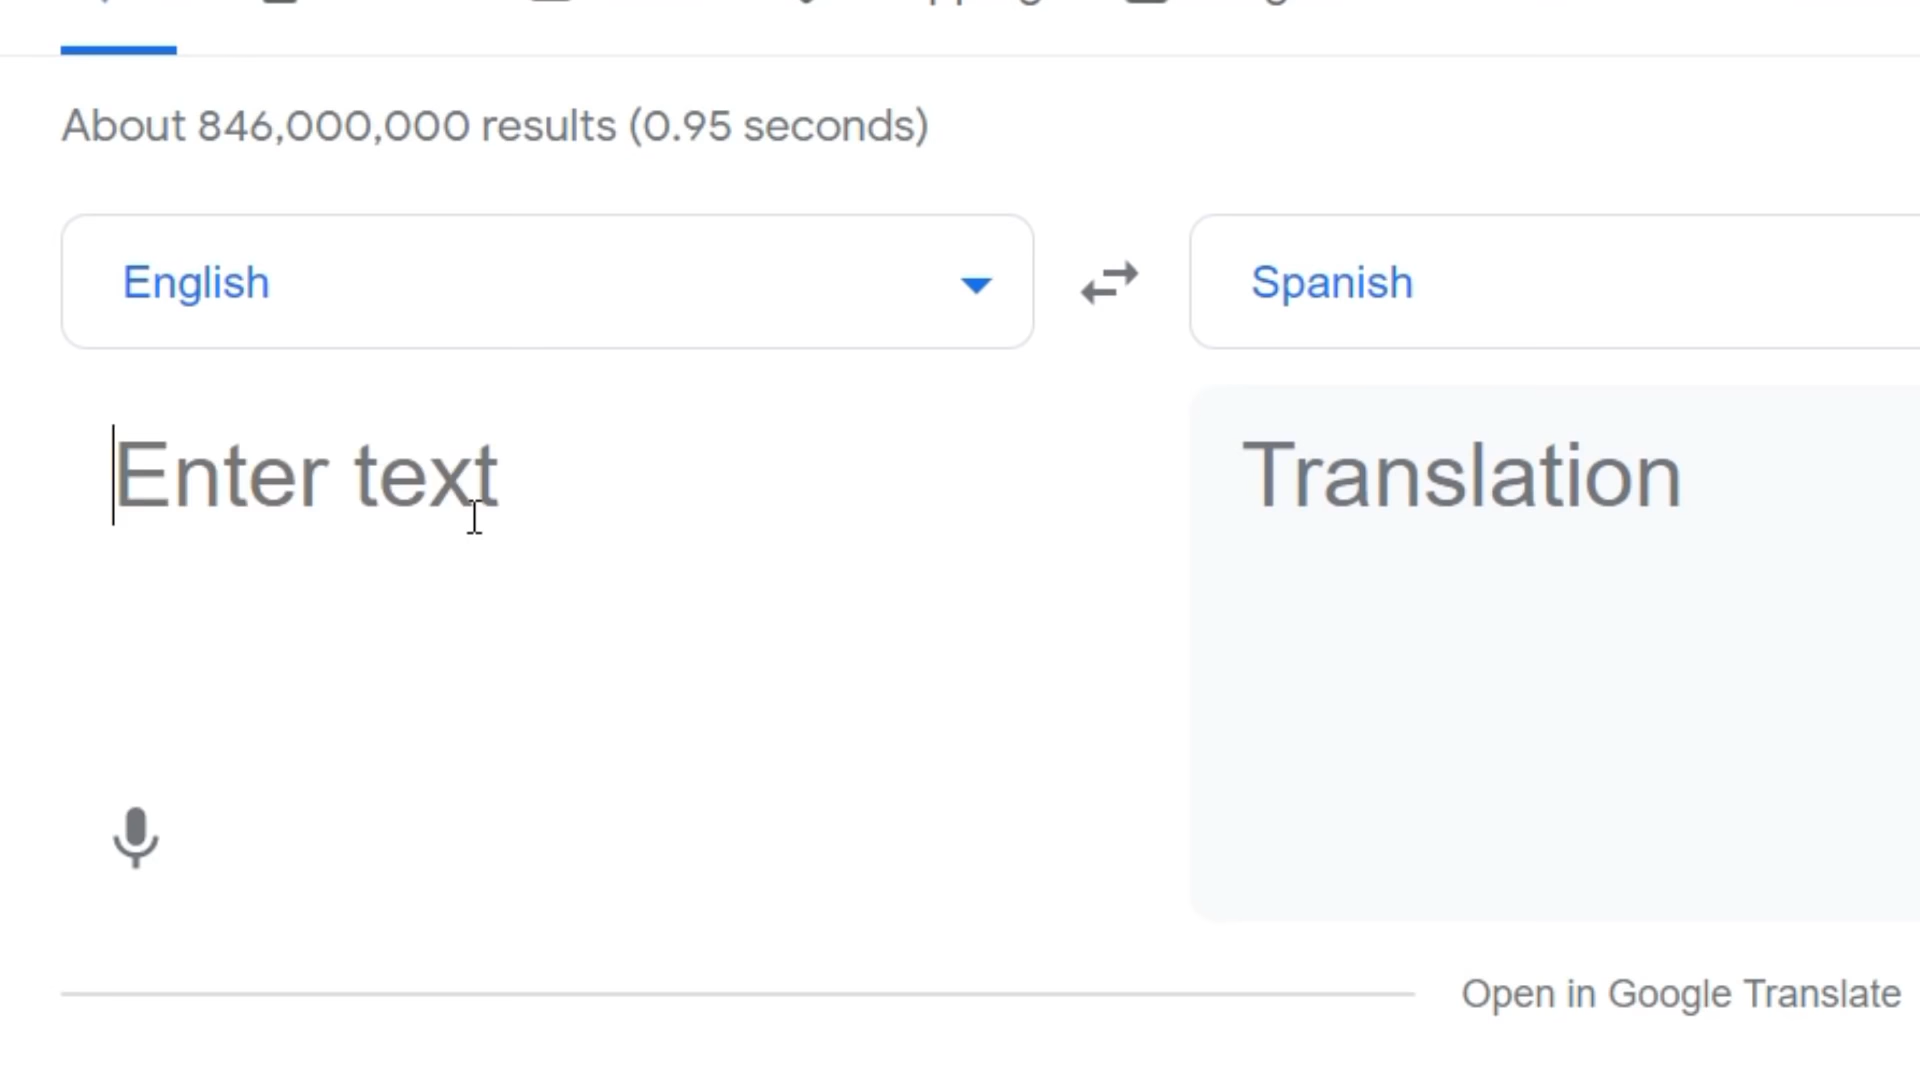 About 846,000,000 results (0.95 seconds)
English
Spanish
Enter text
Translation
Open in Google Translate